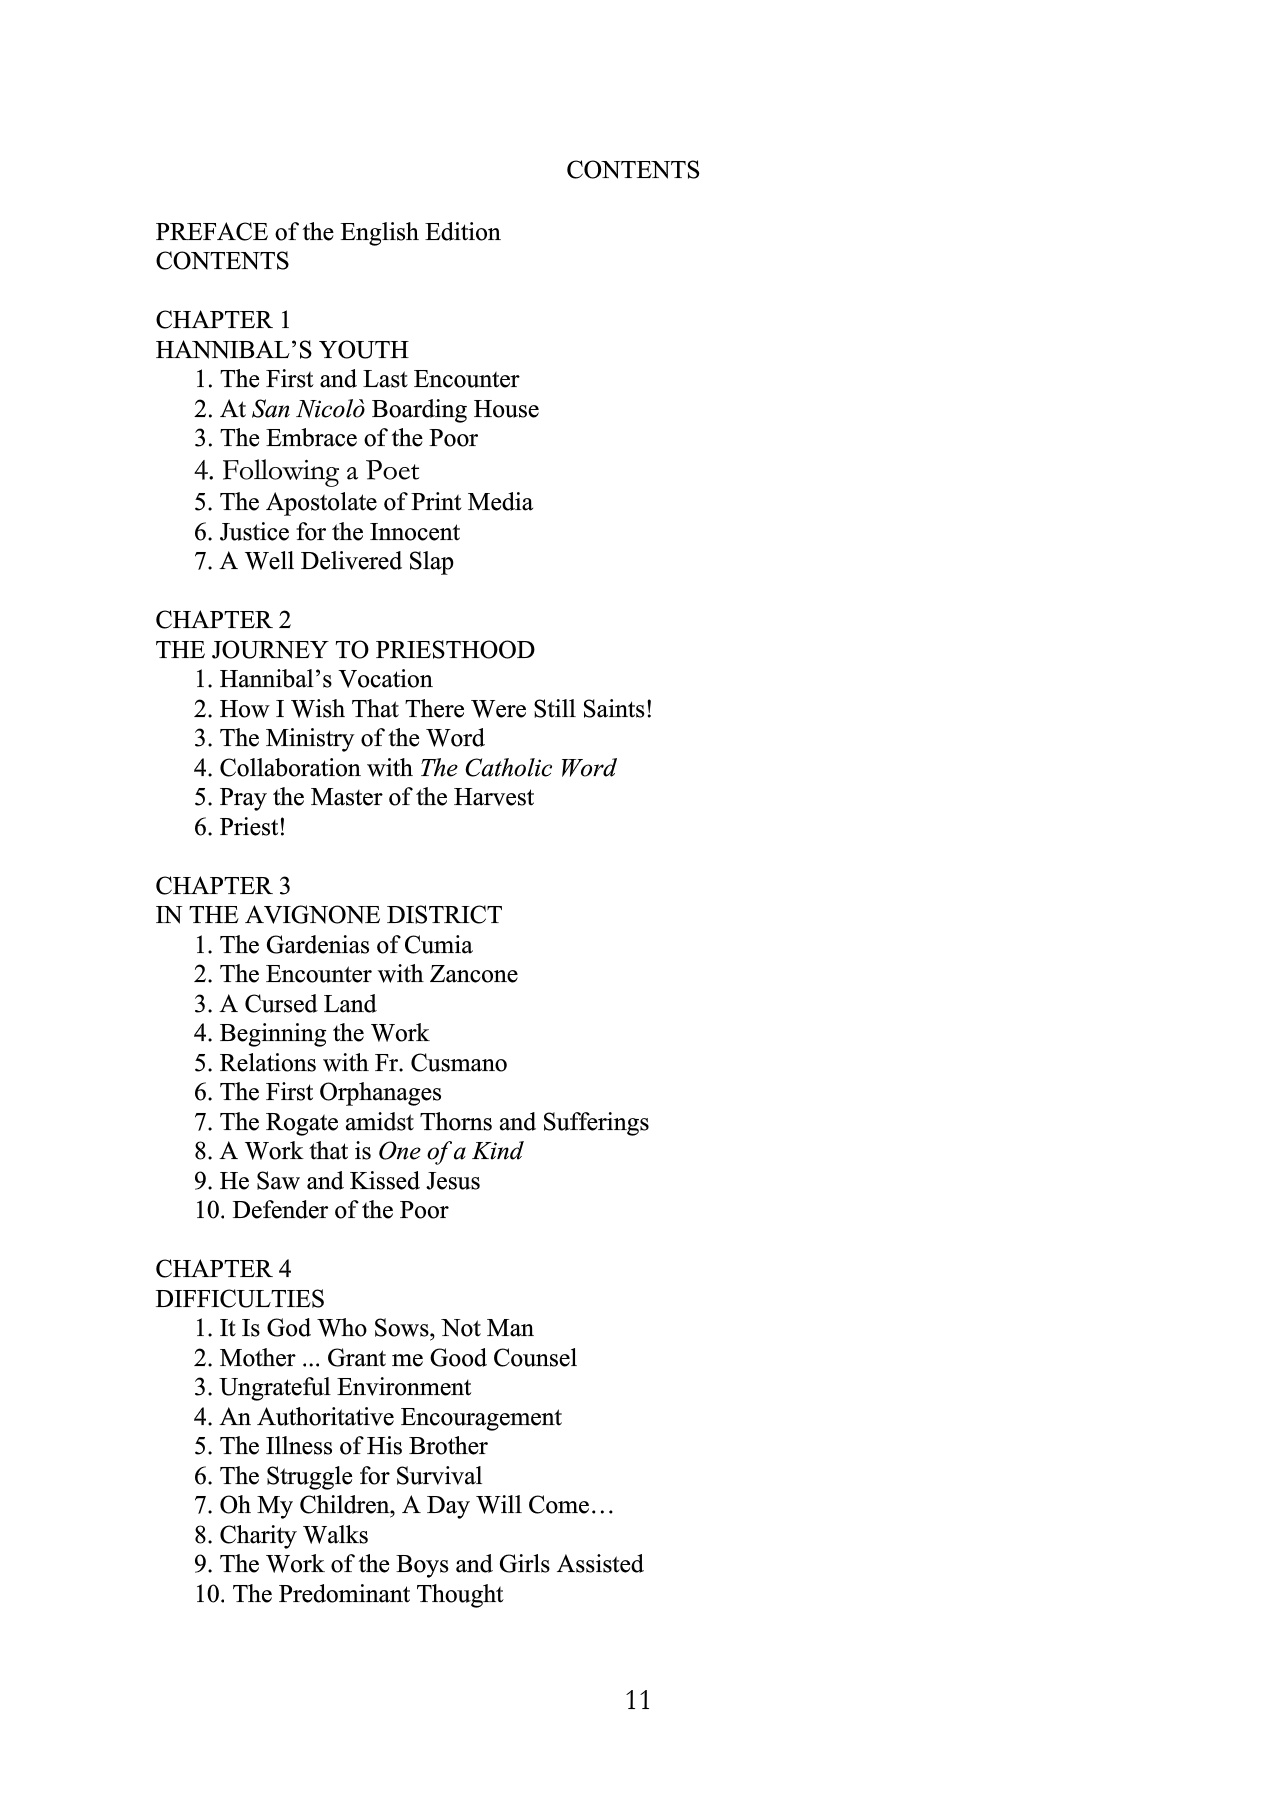 CONTENTS
PREFACE of the English Edition
CONTENTS
CHAPTER 1
HANNIBAL’S YOUTH
1. The First and Last Encounter
2. At San Nicolò Boarding House
3. The Embrace of the Poor
4. Following a Poet
5. The Apostolate of Print Media
6. Justice for the Innocent
7. A Well Delivered Slap
CHAPTER 2
THE JOURNEY TO PRIESTHOOD
1. Hannibal’s Vocation
2. How I Wish That There Were Still Saints!
3. The Ministry of the Word
4. Collaboration with The Catholic Word
5. Pray the Master of the Harvest
6. Priest!
CHAPTER 3
IN THE AVIGNONE DISTRICT
1. The Gardenias of Cumia
2. The Encounter with Zancone
3. A Cursed Land
4. Beginning the Work
5. Relations with Fr. Cusmano
6. The First Orphanages
7. The Rogate amidst Thorns and Sufferings
8. A Work that is One of a Kind
9. He Saw and Kissed Jesus
10. Defender of the Poor
CHAPTER 4
DIFFICULTIES
1. It Is God Who Sows, Not Man
2. Mother ... Grant me Good Counsel
3. Ungrateful Environment
4. An Authoritative Encouragement
5. The Illness of His Brother
6. The Struggle for Survival
7. Oh My Children, A Day Will Come…
8. Charity Walks
9. The Work of the Boys and Girls Assisted
10. The Predominant Thought
11